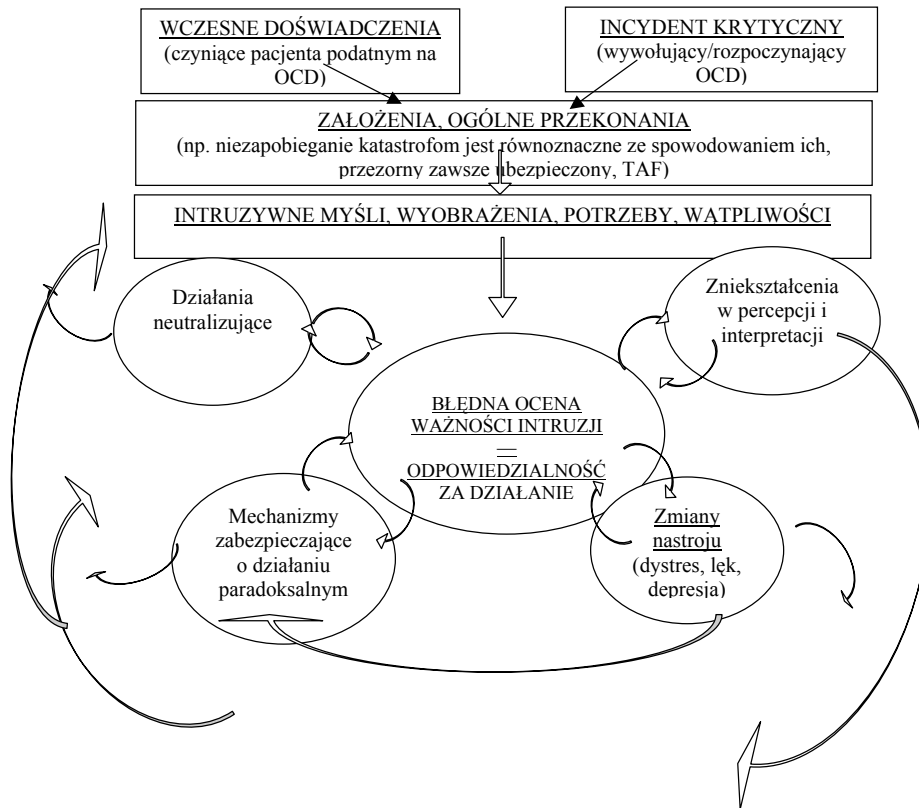 WCZESNE DOŚWIADCZENIA
(czyniące pacjenta podatnym na
OCD)
INCYDENT KRYTYCZNY
(wywołujący/rozpoczynający
OCD)
ZAŁOŻENIA, OGÓLNE PRZEKONANIA
(np. niezapobieganie katastrofom jest równoznaczne ze spowodowaniem ich,
przezorny zawsze ubezpieczony, TAF)
INTRUZYWNE MYŚLI, WYOBRAŻENIA, POTRZEBY, WĄTPLIWOŚCI
Działania
neutralizujące
Zniekształcenia
w percepcji i
interpretacji
BŁĘDNA OCENA
WAŻNOŚCI INTRUZJI
=
ODPOWIEDZIALNOŚĆ
ZA DZIAŁANIE
Mechanizmy
zabezpieczające
o działaniu
paradoksalnym
Zmiany
nastroju
(dystres, lęk,
depresja)